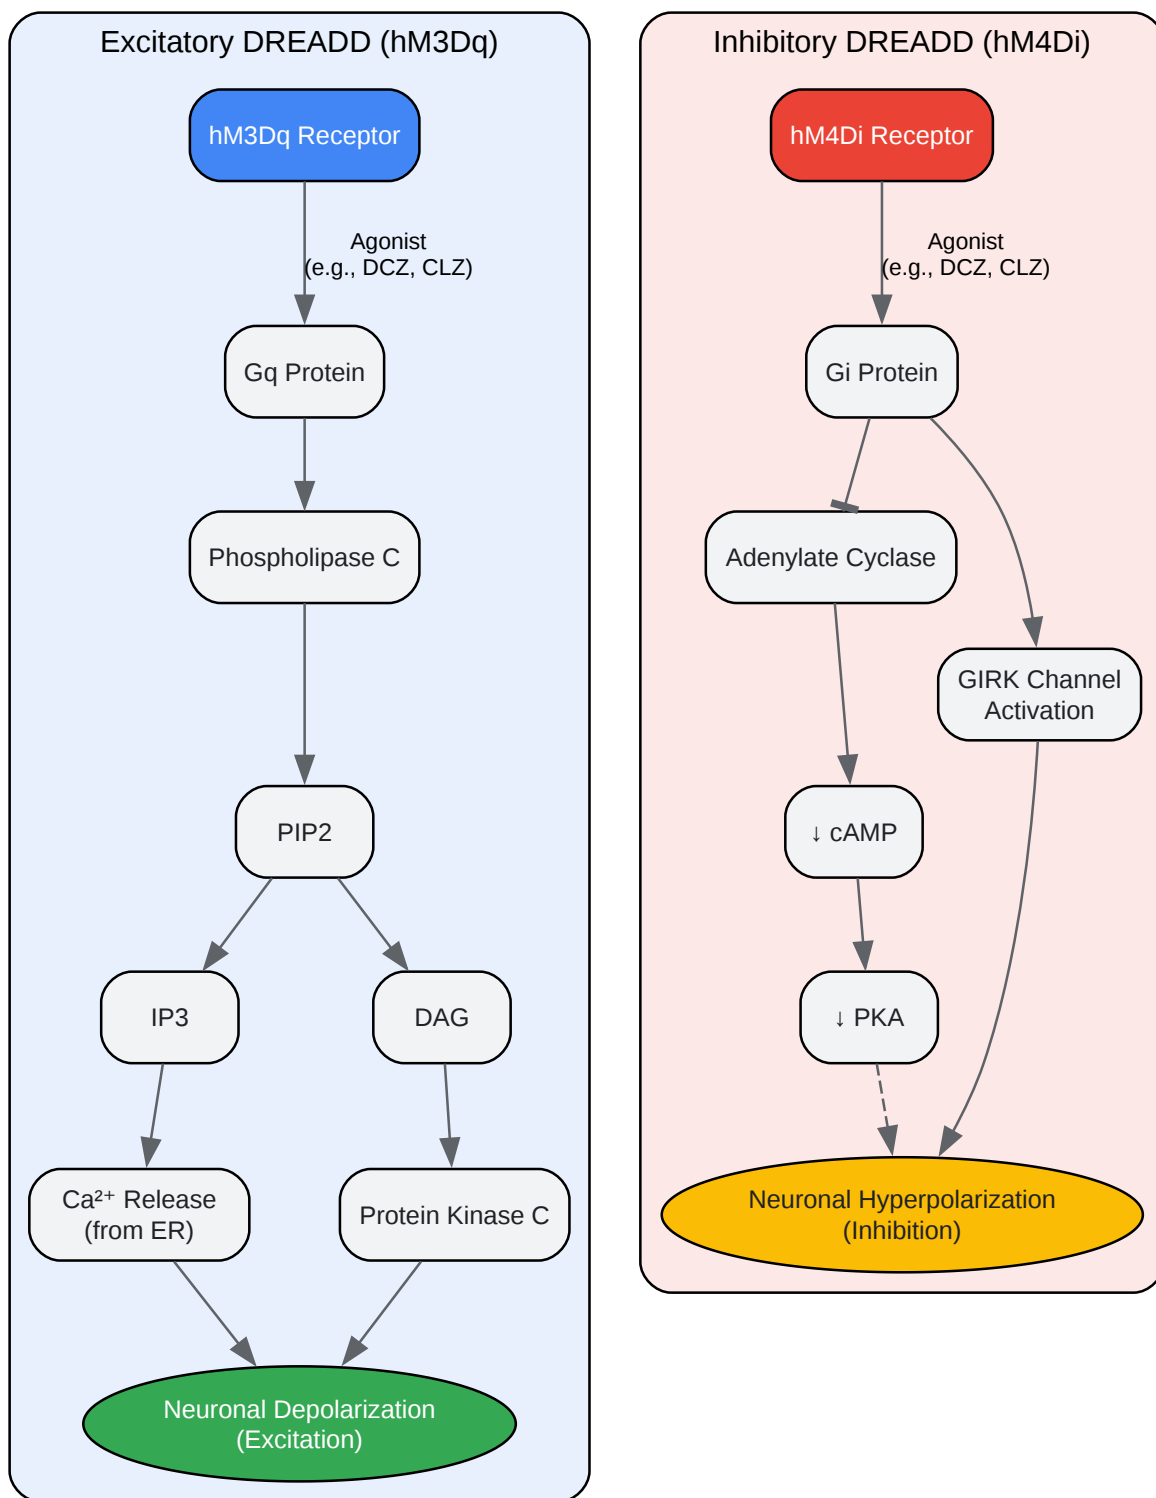 Excitatory DREADD (hM3Dq)
hM3Dq Receptor
Agonist
(e.g., DCZ, CLZ)
Gq Protein
Phospholipase C
PIP2
IP3
DAG
Ca²⁺ Release
(from ER)
Protein Kinase C
Neuronal Depolarization
(Excitation)
Inhibitory DREADD (hM4Di)
hM4Di Receptor
Agonist
(e.g., DCZ, CLZ)
Gi Protein
Adenylate Cyclase
GIRK Channel
Activation
↓ cAMP
↓ PKA
Neuronal Hyperpolarization
(Inhibition)